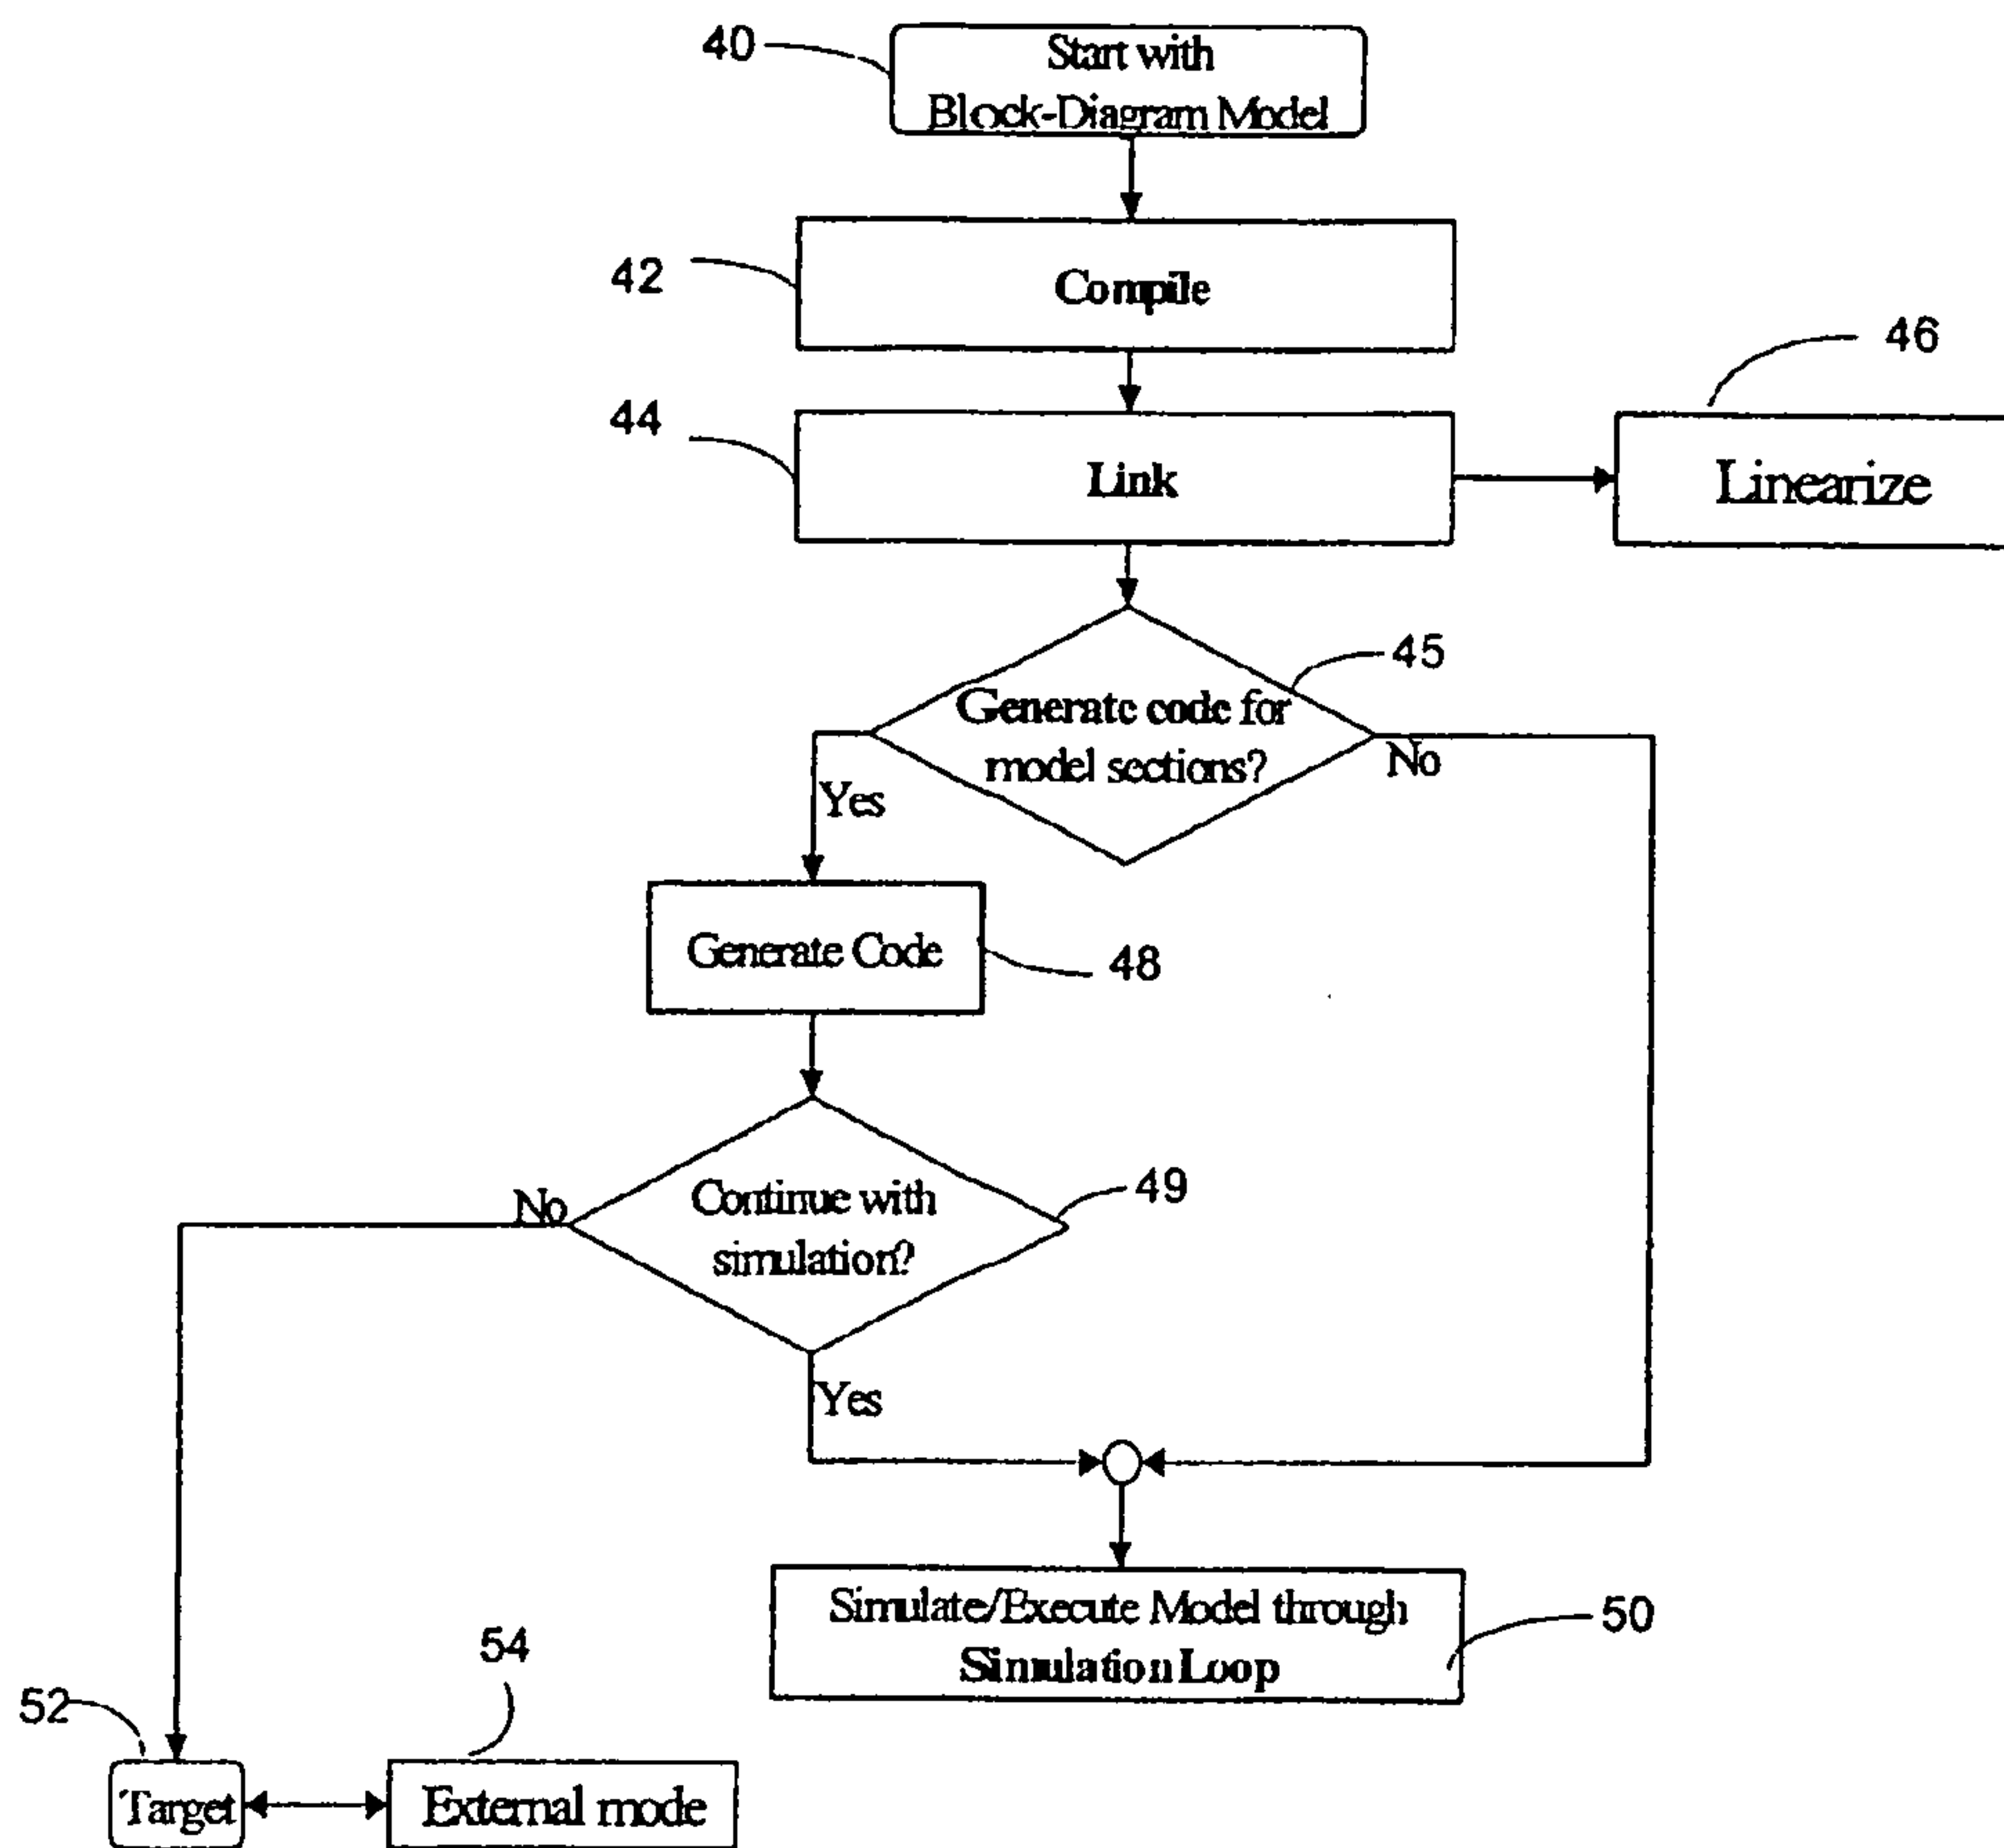 40
Start with
Block-Diagram Model
42
Compile
46
44
Link
Linearize
45
Generate code for
model sections?
No
Yes
Generate Code
48
49
No
Continue with
simulation?
Yes
Simulate/Execute Model through
Simulation Loop
50
54
52
Target
External mode